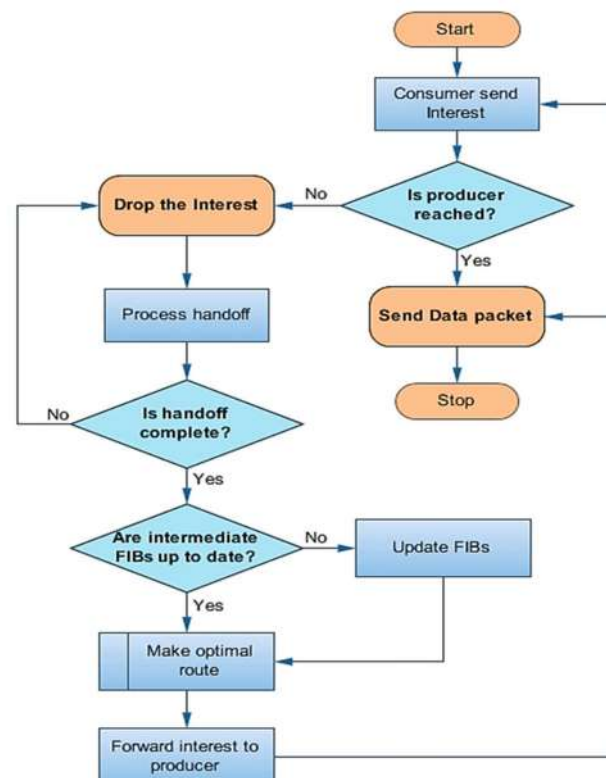 Start
Consumer send
Interest
Is producer
reached?
No
Drop the Interest
Yes
Process handoff
Send Data packet
Stop
No
Is handoff
complete?
Yes
Are intermediate
FIBs up to date?
No
Update FIBs
Yes
Make optimal
route
Forward interest to
producer